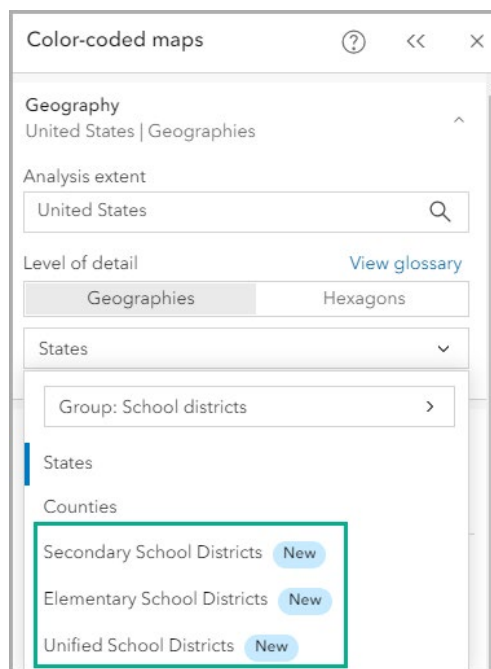 Color-coded maps
Geography
United States | Geographies
Analysis extent
United States
Level of detail View glossary
Geographies Hexagons
States
Group: School districts
States
Counties
Secondary School Districts New
Elementary School Districts New
Unified School Districts New